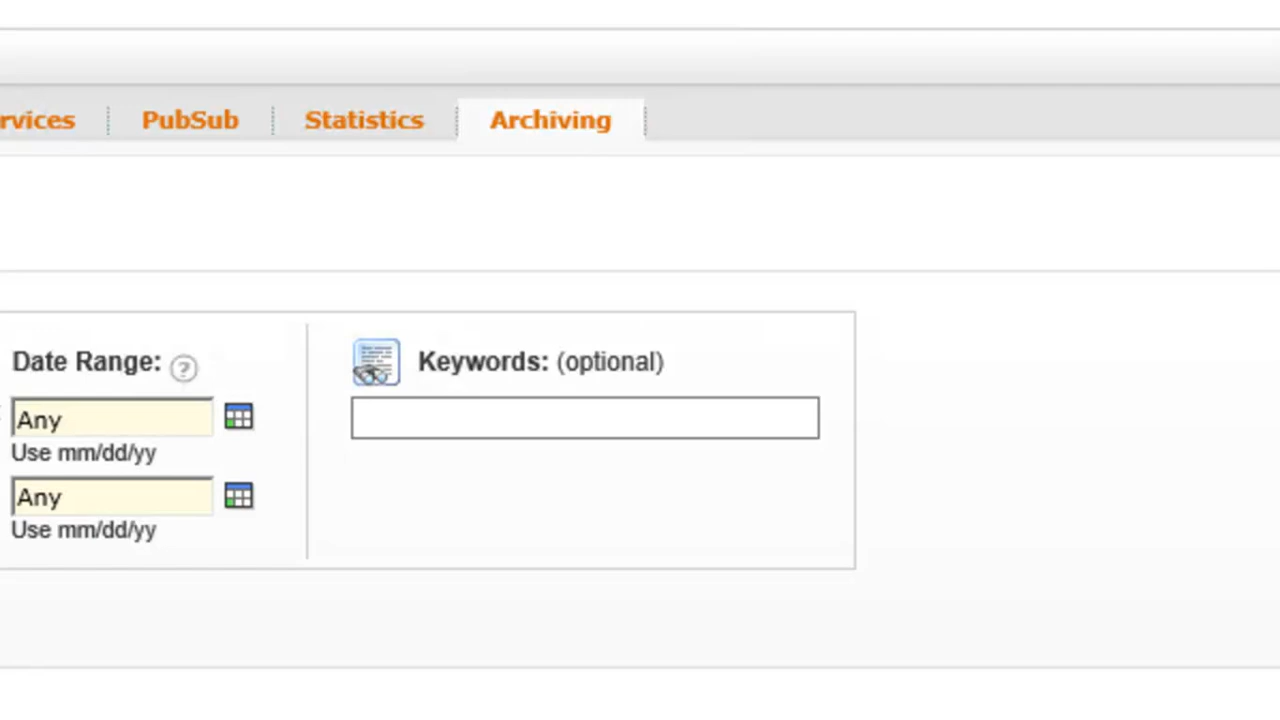 rvices PubSub Statistics Archiving
Date Range: ?
Keywords: (optional)
Any
Use mm/dd/yy
Any
Use mm/dd/yy